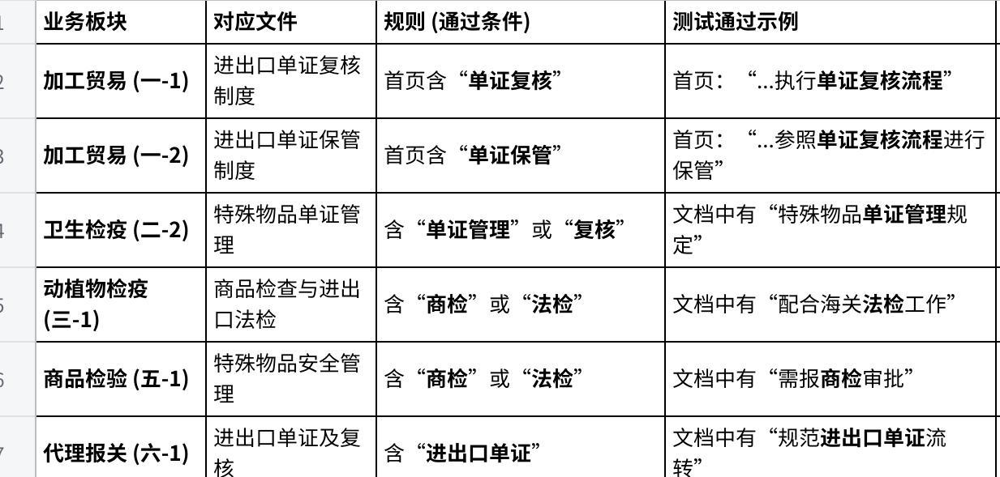 业务板块 对应文件 规则 (通过条件) 测试通过示例
2 加工贸易 (一-1) 进出口单证复核
制度 首页含“单证复核” 首页：“...执行单证复核流程”
3 加工贸易 (一-2) 进出口单证保管
制度 首页含“单证保管” 首页：“...参照单证复核流程进行
保管”
4 卫生检疫 (二-2) 特殊物品单证管
理 含“单证管理”或“复核” 文档中有“特殊物品单证管理规
定”
5 动植物检疫
(三-1) 商品检查与进出
口法检 含“商检”或“法检” 文档中有“配合海关法检工作”
6 商品检验 (五-1) 特殊物品安全管
理 含“商检”或“法检” 文档中有“需报商检审批”
7 代理报关 (六-1) 进出口单证及复
核 含“进出口单证” 文档中有“规范进出口单证流
转”